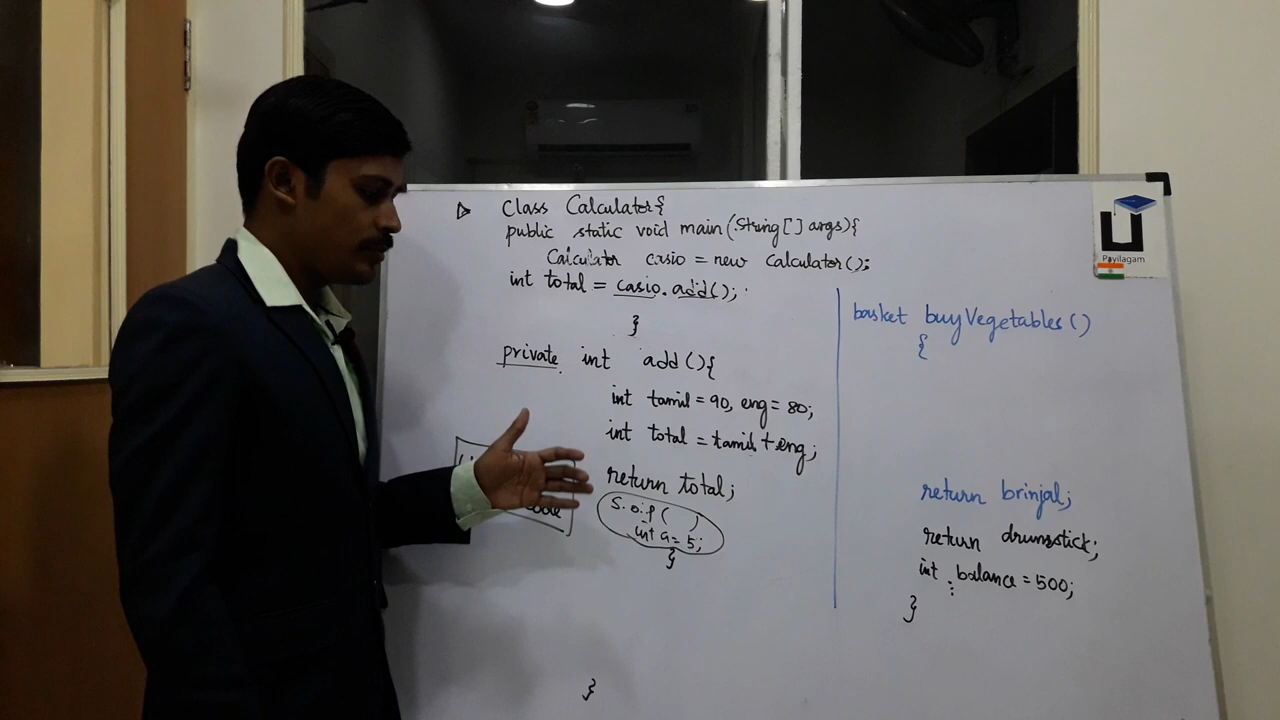 Class Calculator{
public static void main(String[] args){
Calculator casio = new calculator();
int total = casio.add();
}
private int add(){
int tamil = 90, eng = 80;
int total = tamil + eng;
return total;
S.o.p( )
int a = 5;
}
}
basket buyVegetables()
{
return brinjal;
return drumstick;
int balance = 500;
}
Payilagam